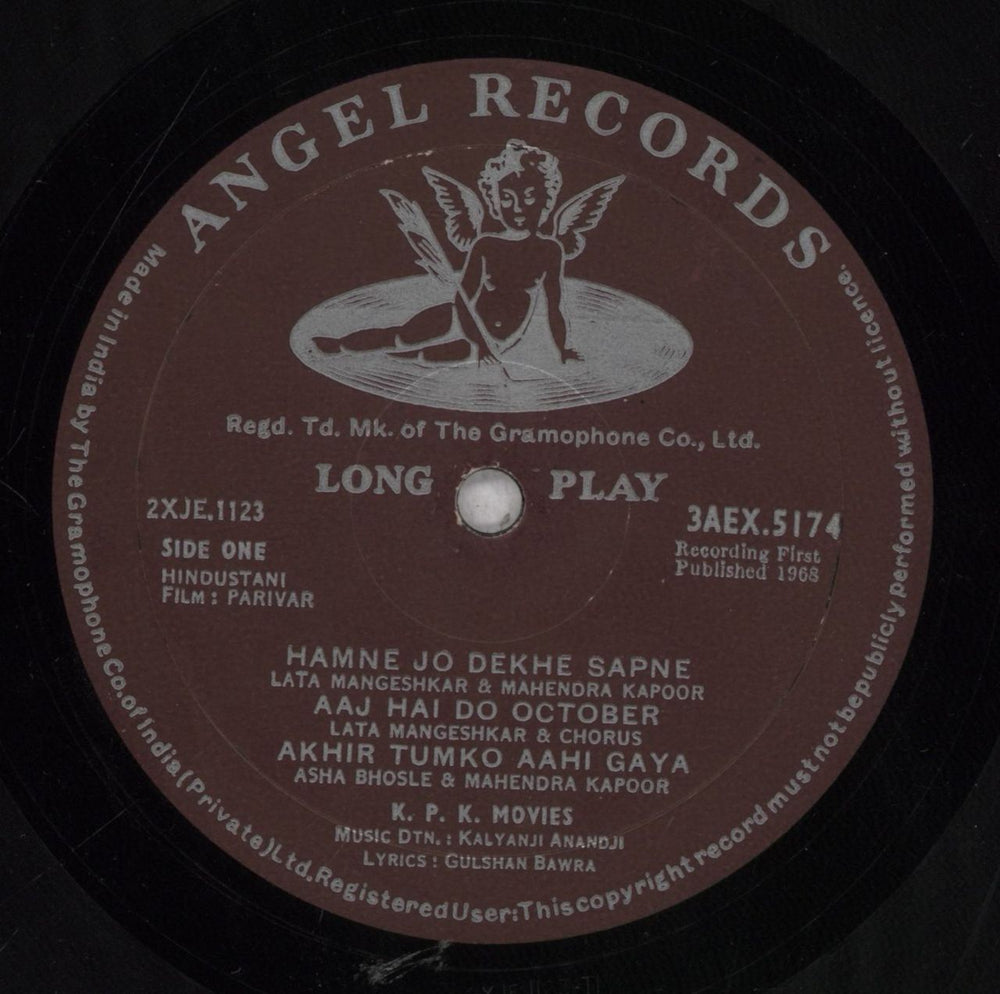 ANGEL RECORDS
Regd. Td. Mk. of The Gramophone Co., Ltd.
LONG PLAY
2XJE.1123
3AEX.5174
SIDE ONE
Recording First
Published 1968
HINDUSTANI
FILM : PARIVAR
HAMNE JO DEKHE SAPNE
LATA MANGESHKAR & MAHENDRA KAPOOR
AAJ HAI DO OCTOBER
LATA MANGESHKAR & CHORUS
AKHIR TUMKO AAHI GAYA
ASHA BHOSLE & MAHENDRA KAPOOR
K. P. K. MOVIES
MUSIC DTN. : KALYANJI ANANDJI
LYRICS : GULSHAN BAWRA
Made in India by The Gramophone Co. of India (Private) Ltd. Registered User: This copyright record must not be publicly performed without licence.